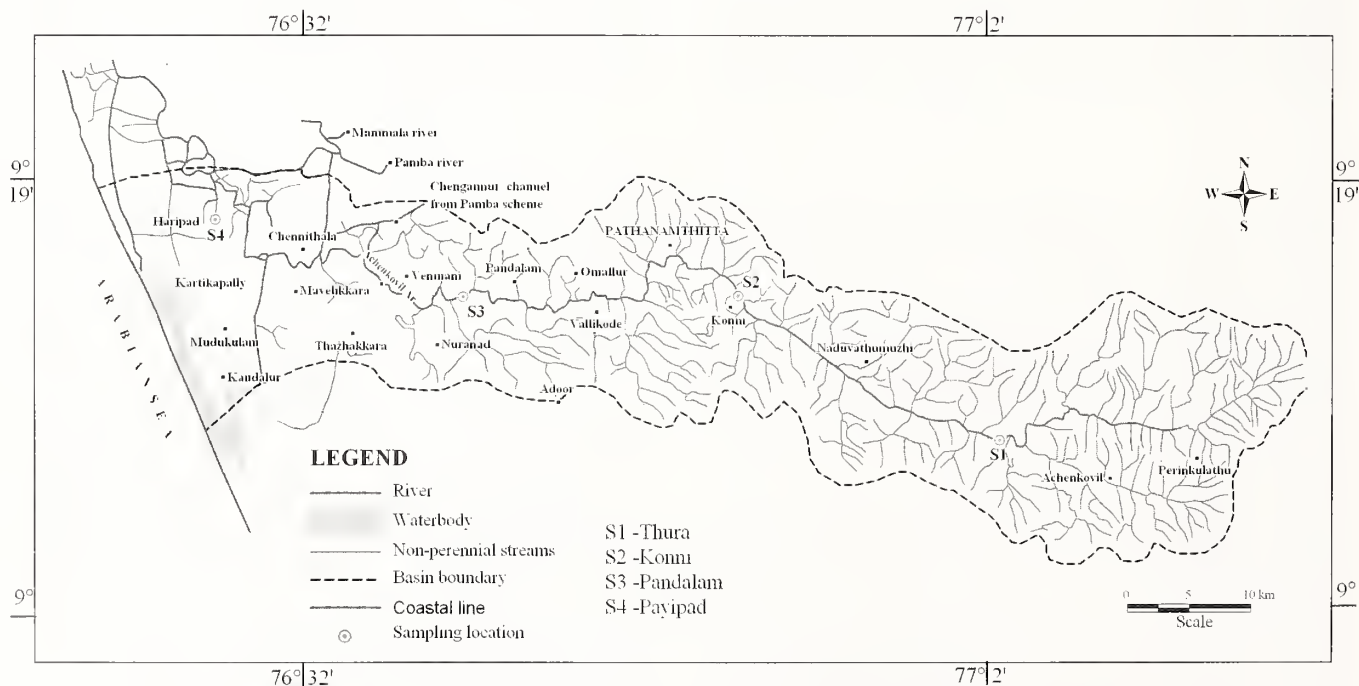 76° 32'
77° 2'
Mammala river
9°
19'
Pamba river
Chengannur channel
from Pamba scheme
N
W E
S
9°
19'
Haripad
S4
Chennithala
PATHANAMTHITTA
Achenkovil Ar
Venmani
Pandalam
Omallur
S2
Kartikapally
Mavelikkara
S3
Konni
Vallikode
ARABIAN SEA
Mudukulam
Thazhakkara
Nuranad
Naduvathumuzhi
Kandalur
Adoor
S1
Perinkulathu
Achenkovil
LEGEND
River
Waterbody
Non-perennial streams
Basin boundary
Coastal line
Sampling location
S1 -Thura
S2 -Konni
S3 -Pandalam
S4 -Payipad
0 5 10 km
Scale
9°
9°
76° 32'
77° 2'